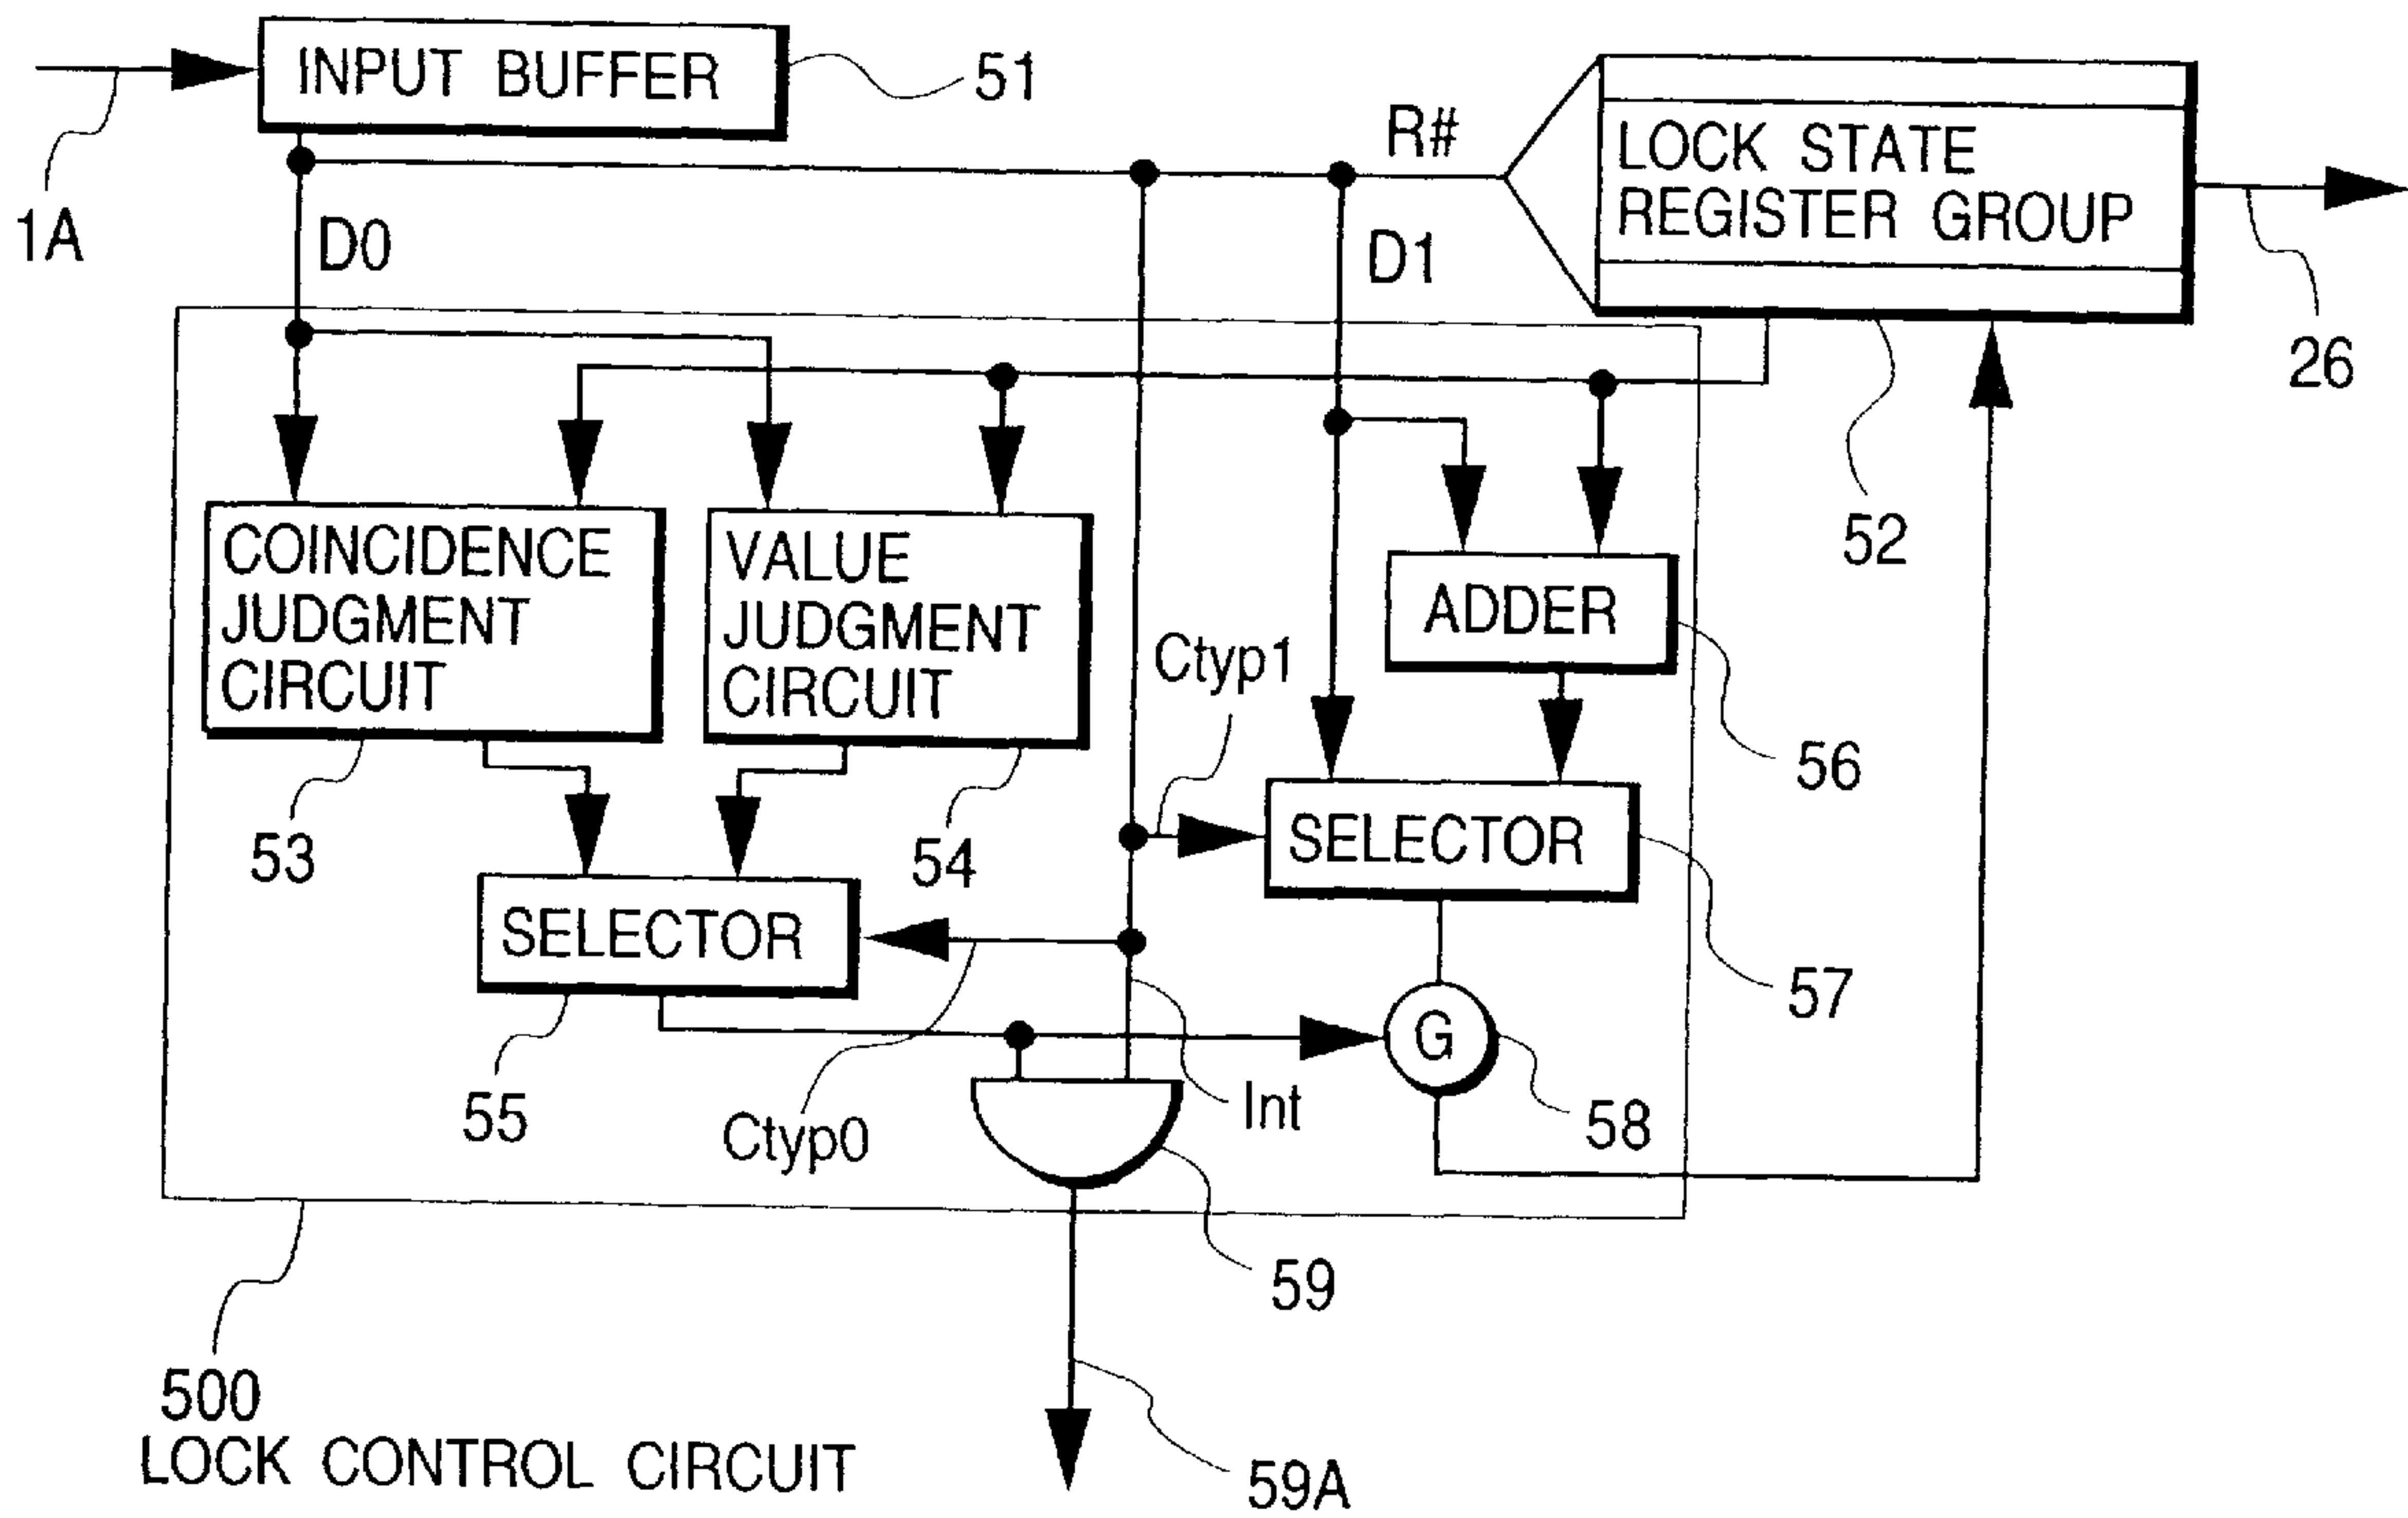 INPUT BUFFER
51
1A
R#
LOCK STATE
REGISTER GROUP
D0
D1
26
52
COINCIDENCE
JUDGMENT
CIRCUIT
VALUE
JUDGMENT
CIRCUIT
ADDER
Ctyp1
56
53
54
SELECTOR
SELECTOR
57
G
55
Ctyp0
Int
58
59
500
LOCK CONTROL CIRCUIT
59A